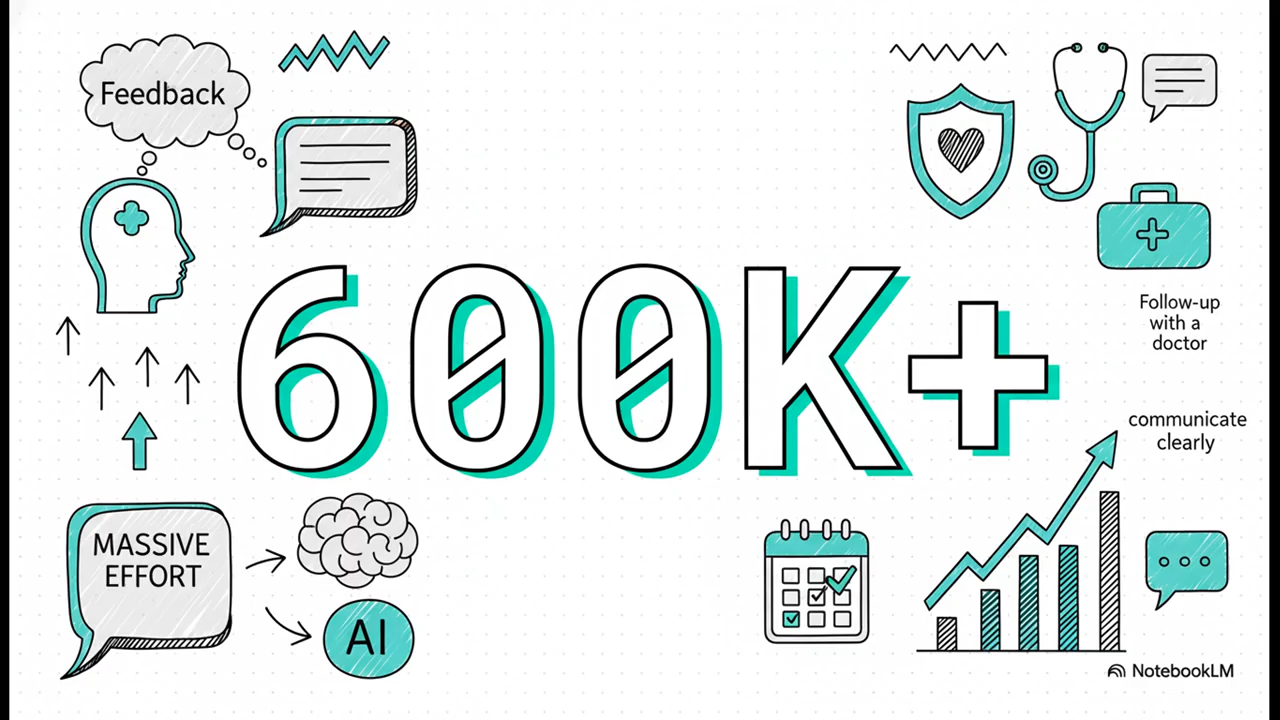 Feedback
600K+
Follow-up
with a
doctor
communicate
clearly
MASSIVE
EFFORT
AI
NotebookLM